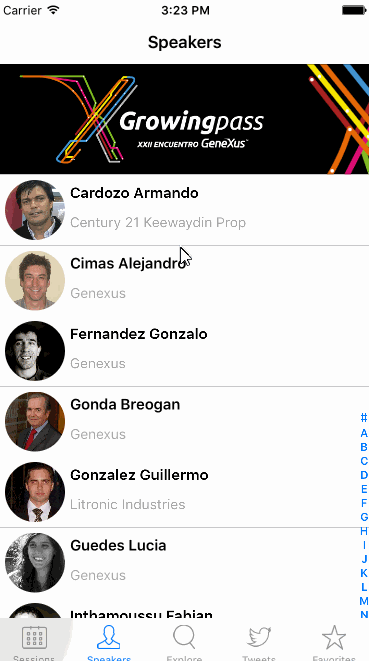 Carrier 3:23 PM
Speakers
Growingpass
XXII ENCUENTRO GeneXus™
Cardozo Armando
Century 21 Keewaydin Prop
Cimas Alejandro
Genexus
Fernandez Gonzalo
Genexus
Gonda Breogan
Genexus
Gonzalez Guillermo
Litronic Industries
Guedes Lucia
Genexus
Inthamoussu Fabian
#
A
B
C
D
E
F
G
H
I
J
K
L
M
N
Sessions Speakers Explore Tweets Favorites